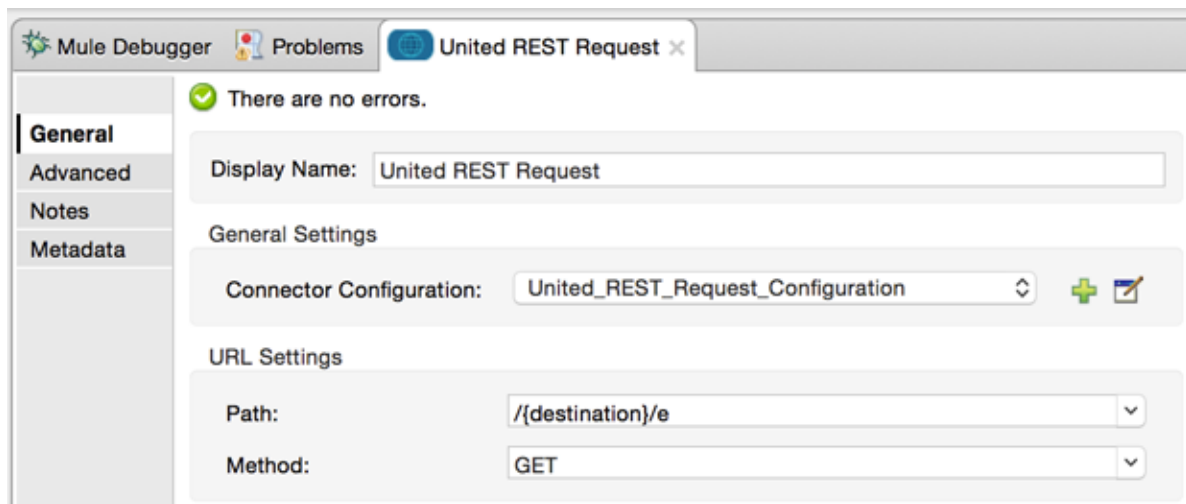 Mule Debugger Problems United REST Request
There are no errors.
General
Advanced
Notes
Metadata
Display Name: United REST Request
General Settings
Connector Configuration: United_REST_Request_Configuration
URL Settings
Path: /{destination}/e
Method: GET